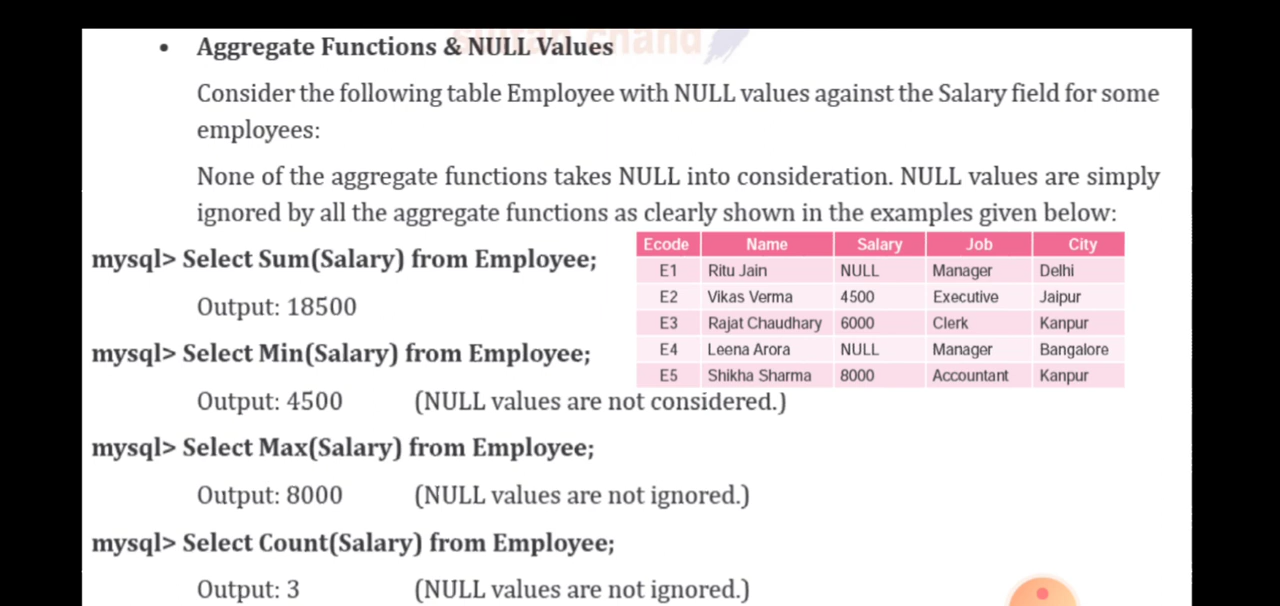 sultan chand
• Aggregate Functions & NULL Values
Consider the following table Employee with NULL values against the Salary field for some
employees:
None of the aggregate functions takes NULL into consideration. NULL values are simply
ignored by all the aggregate functions as clearly shown in the examples given below:
mysql> Select Sum(Salary) from Employee;
Output: 18500
mysql> Select Min(Salary) from Employee;
Ecode Name Salary Job City
E1 Ritu Jain NULL Manager Delhi
E2 Vikas Verma 4500 Executive Jaipur
E3 Rajat Chaudhary 6000 Clerk Kanpur
E4 Leena Arora NULL Manager Bangalore
E5 Shikha Sharma 8000 Accountant Kanpur
Output: 4500 (NULL values are not considered.)
mysql> Select Max(Salary) from Employee;
Output: 8000 (NULL values are not ignored.)
mysql> Select Count(Salary) from Employee;
Output: 3 (NULL values are not ignored.)